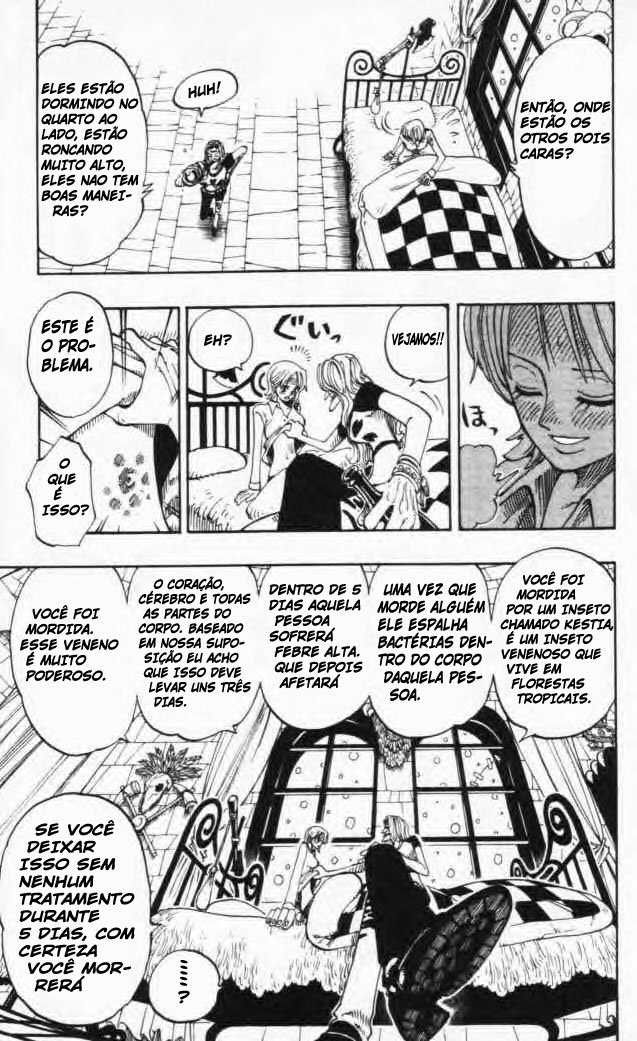 ENTÃO, ONDE
ESTÃO OS
OTROS DOIS
CARAS?
HUH!
ELES ESTÃO
DORMINDO NO
QUARTO AO
LADO, ESTÃO
RONCANDO
MUITO ALTO,
ELES NAO TEM
BOAS MANEI-
RAS?
ほっ
VEJAMOS!!
ぐいっ
EH?
ESTE É
O PRO-
BLEMA.
O
QUE
É
ISSO?
VOCÊ FOI
MORDIDA
POR UM INSETO
CHAMADO KESTIA,
É UM INSETO
VENENOSO QUE
VIVE EM
FLORESTAS
TROPICAIS.
UMA VEZ QUE
MORDE ALGUÉM
ELE ESPALHA
BACTÉRIAS DEN-
TRO DO CORPO
DAQUELA PES-
SOA.
DENTRO DE 5
DIAS AQUELA
PESSOA
SOFRERÁ
FEBRE ALTA.
QUE DEPOIS
AFETARÁ
O CORAÇÃO,
CÉREBRO E TODAS
AS PARTES DO
CORPO. BASEADO
EM NOSSA SUPO-
SIÇÃO EU ACHO
QUE ISSO DEVE
LEVAR UNS TRÊS
DIAS.
VOCÊ FOI
MORDIDA.
ESSE VENENO
É MUITO
PODEROSO.
SE VOCÊ
DEIXAR
ISSO SEM
NENHUM
TRATAMENTO
DURANTE
5 DIAS, COM
CERTEZA
VOCÊ MOR-
RERÁ
......?